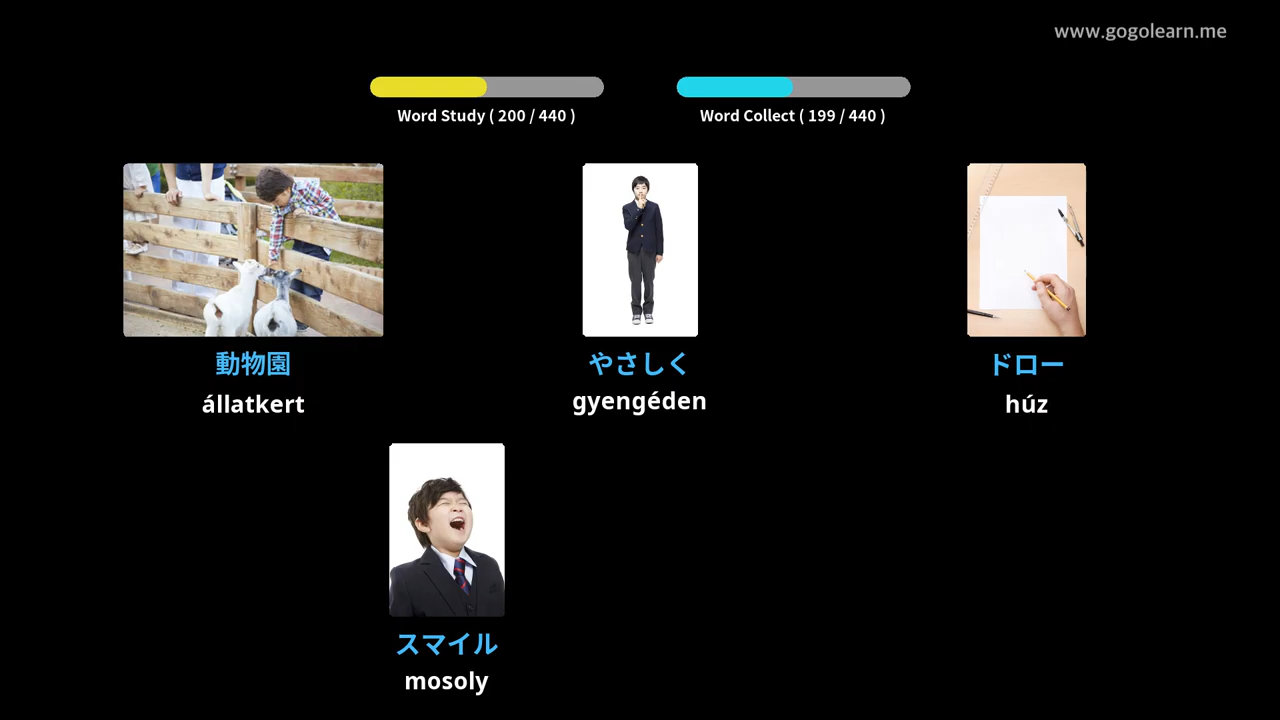 www.gogolearn.me
Word Study ( 200 / 440 )
Word Collect ( 199 / 440 )
動物園
やさしく
ドロー
állatkert
gyengéden
húz
スマイル
mosoly